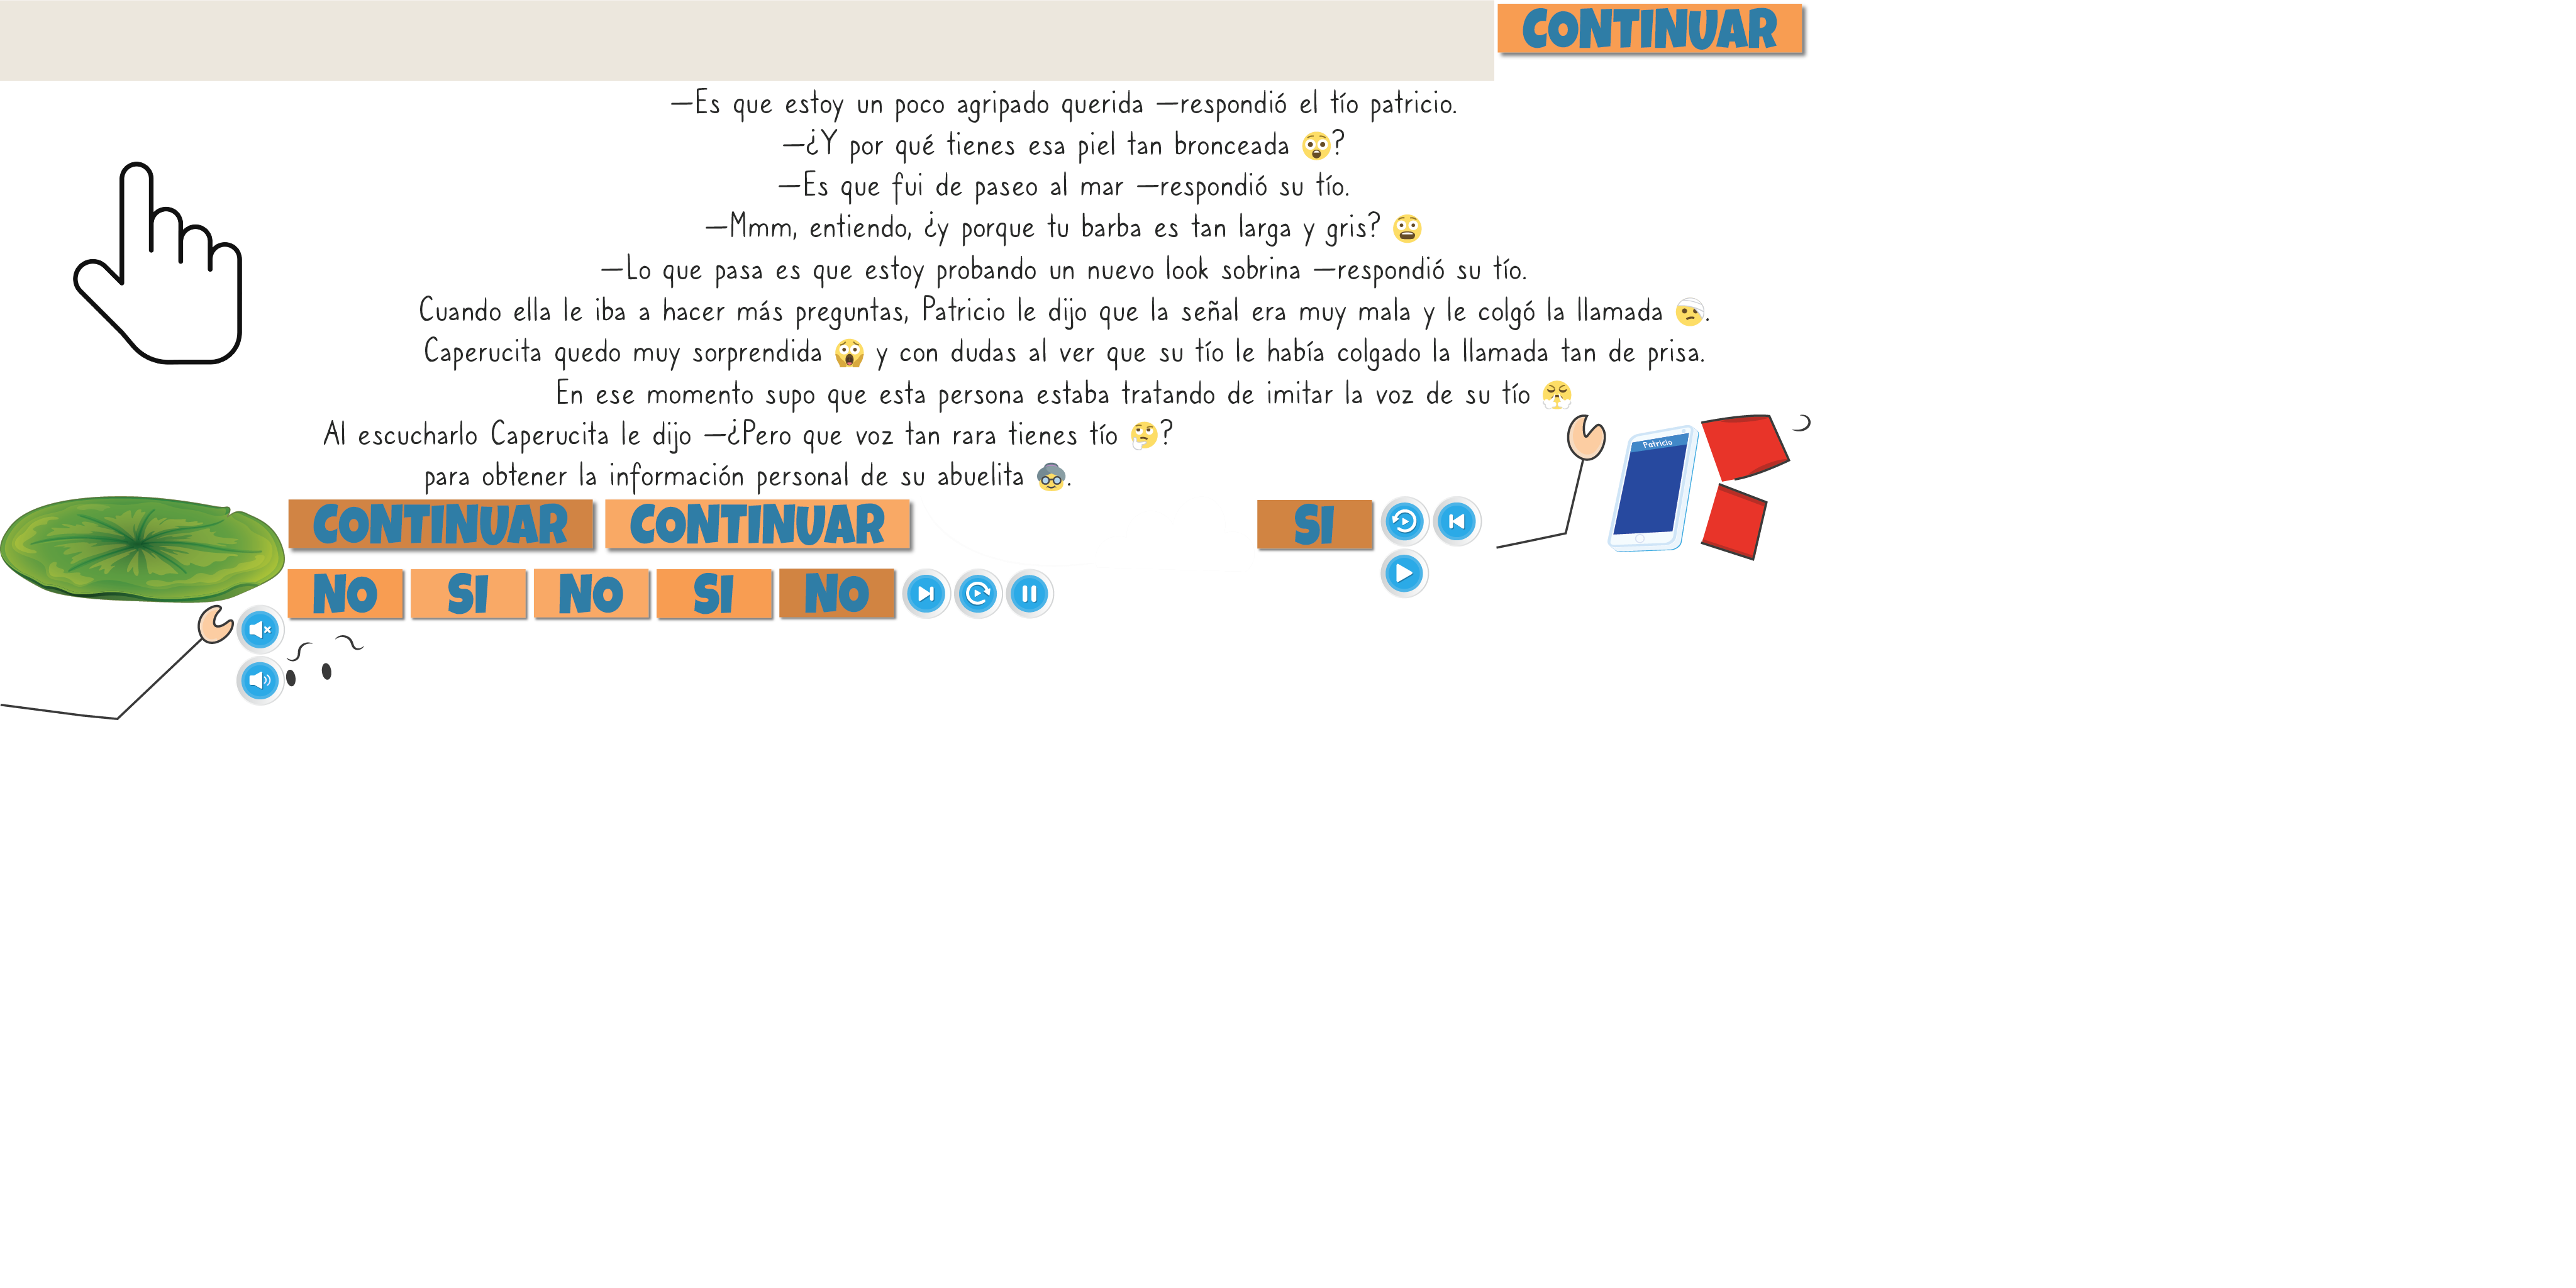 CONTINUAR
—Es que estoy un poco agripado querida —respondió el tío patricio.
—¿Y por qué tienes esa piel tan bronceada 😲?
—Es que fui de paseo al mar —respondió su tío.
—Mmm, entiendo, ¿y porque tu barba es tan larga y gris? 😨
—Lo que pasa es que estoy probando un nuevo look sobrina —respondió su tío.
Cuando ella le iba a hacer más preguntas, Patricio le dijo que la señal era muy mala y le colgó la llamada 🤕.
Caperucita quedo muy sorprendida 😱 y con dudas al ver que su tío le había colgado la llamada tan de prisa.
En ese momento supo que esta persona estaba tratando de imitar la voz de su tío 😤
Al escucharlo Caperucita le dijo —¿Pero que voz tan rara tienes tío 🤔?
Patricio
para obtener la información personal de su abuelita 👵.
CONTINUAR CONTINUAR SI
NO SI NO SI NO